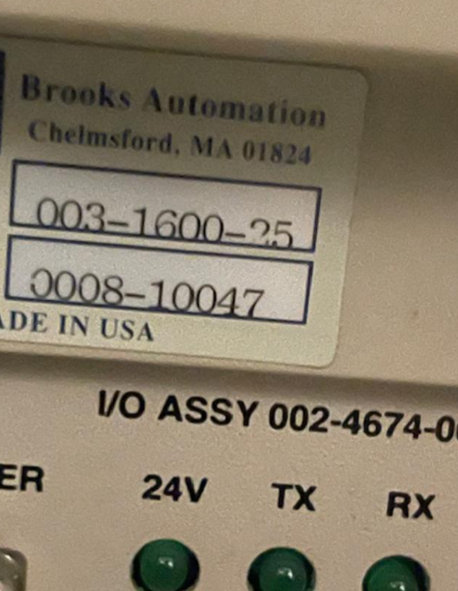 Brooks Automation
Chelmsford, MA 01824
003-1600-25
0008-10047
ADE IN USA
I/O ASSY 002-4674-0
ER
24V TX RX